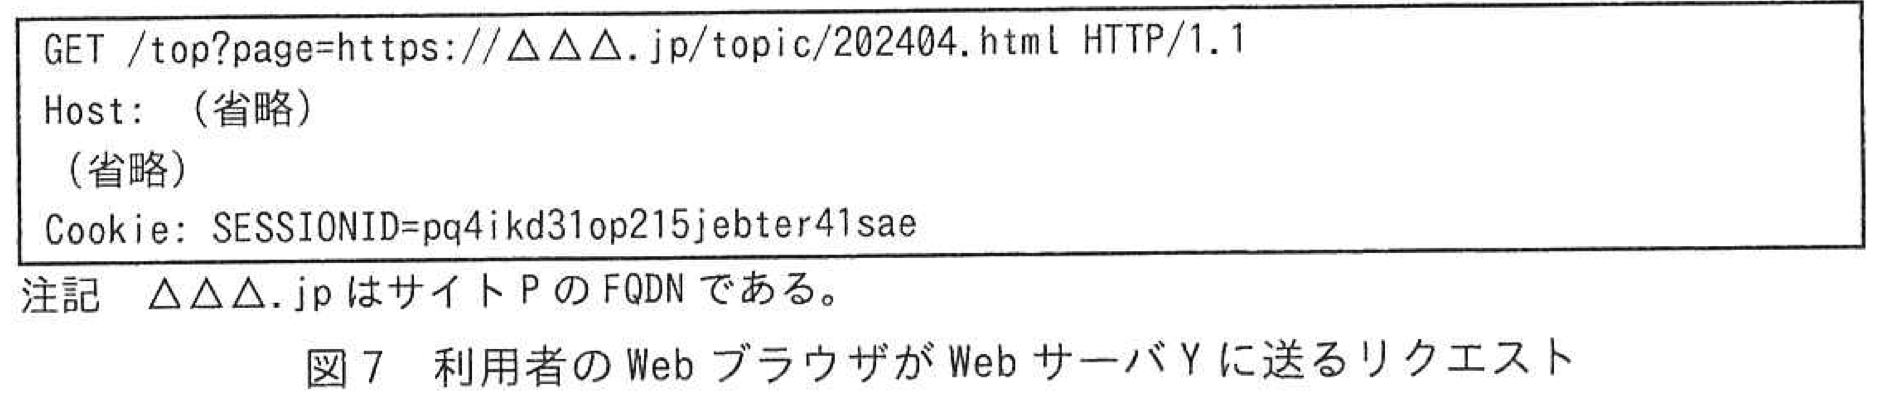 GET /top?page=https://△△△.jp/topic/202404.html HTTP/1.1
Host: （省略）
（省略）
Cookie: SESSIONID=pq4ikd31op215jebter41sae
注記　△△△.jp はサイト P の FQDN である。
図 7　利用者の Web ブラウザが Web サーバ Y に送るリクエスト